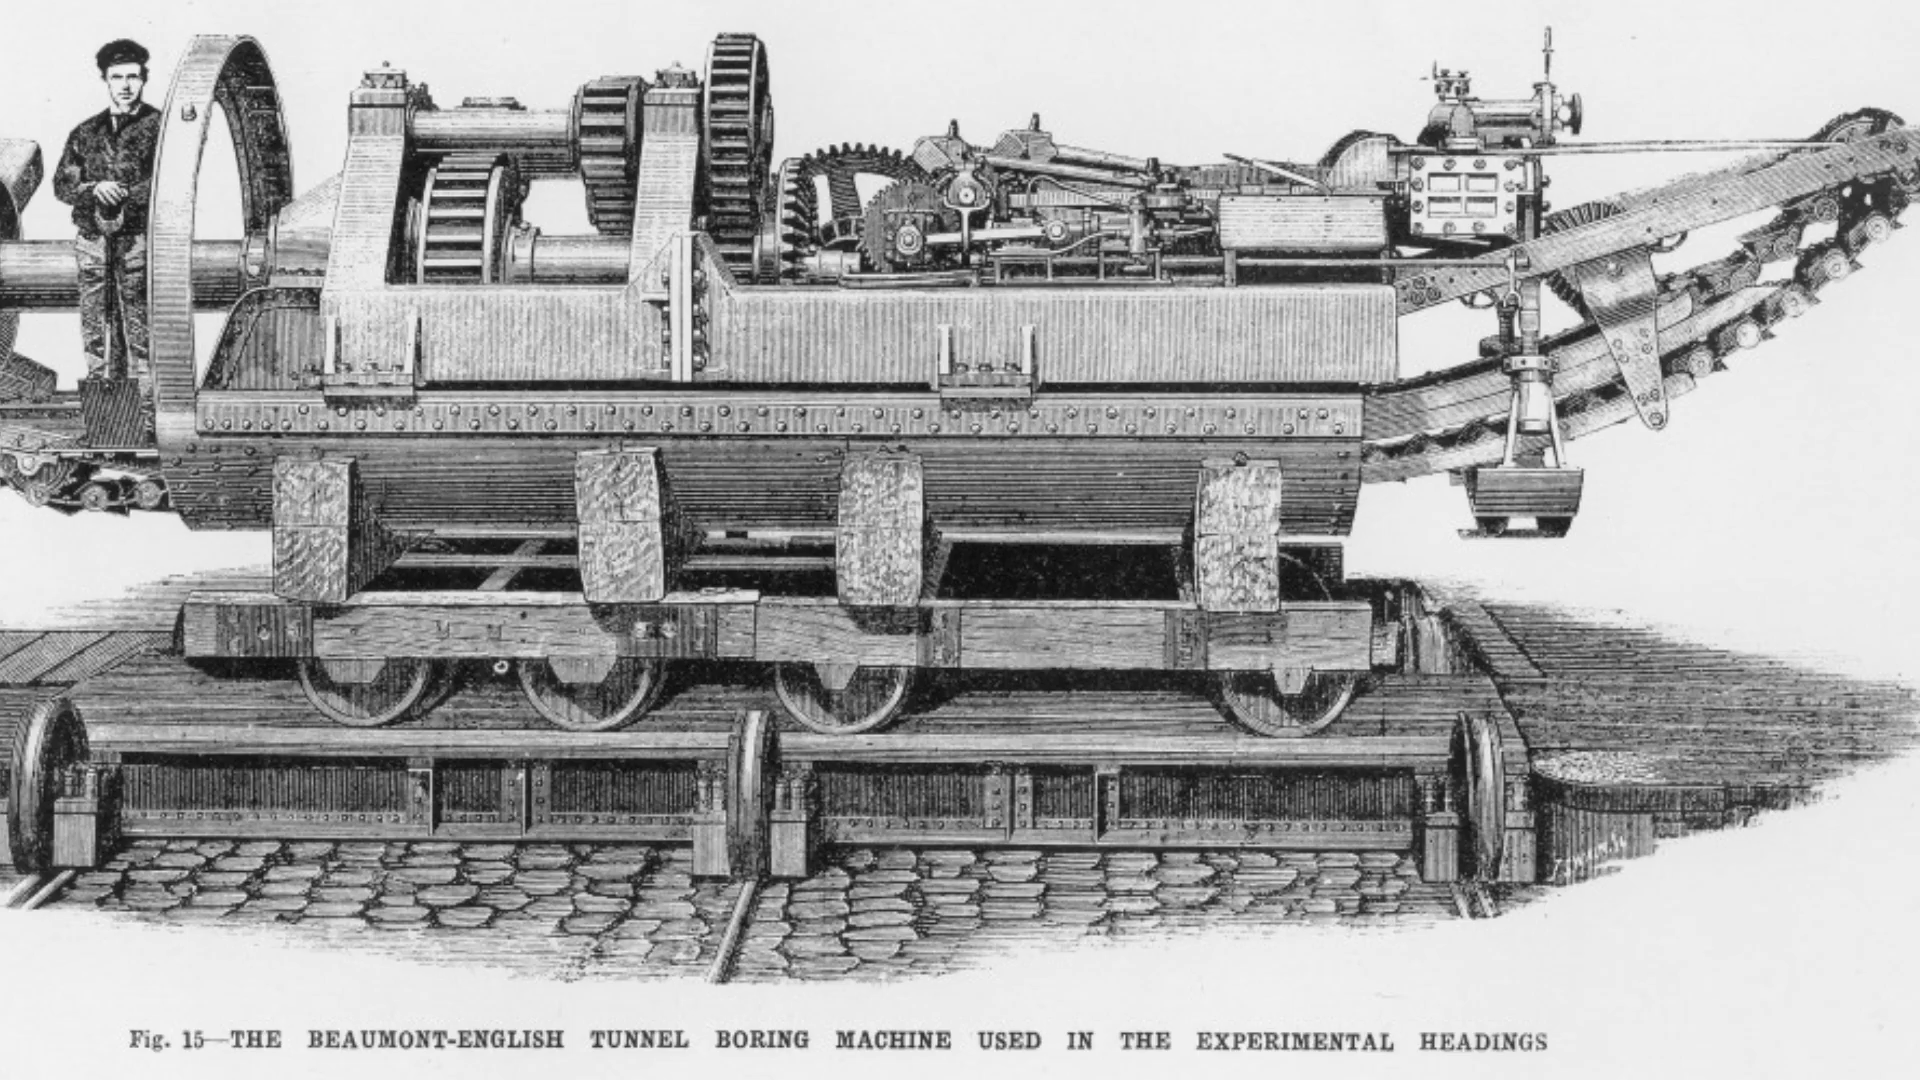 Fig. 15—THE BEAUMONT-ENGLISH TUNNEL BORING MACHINE USED IN THE EXPERIMENTAL HEADINGS